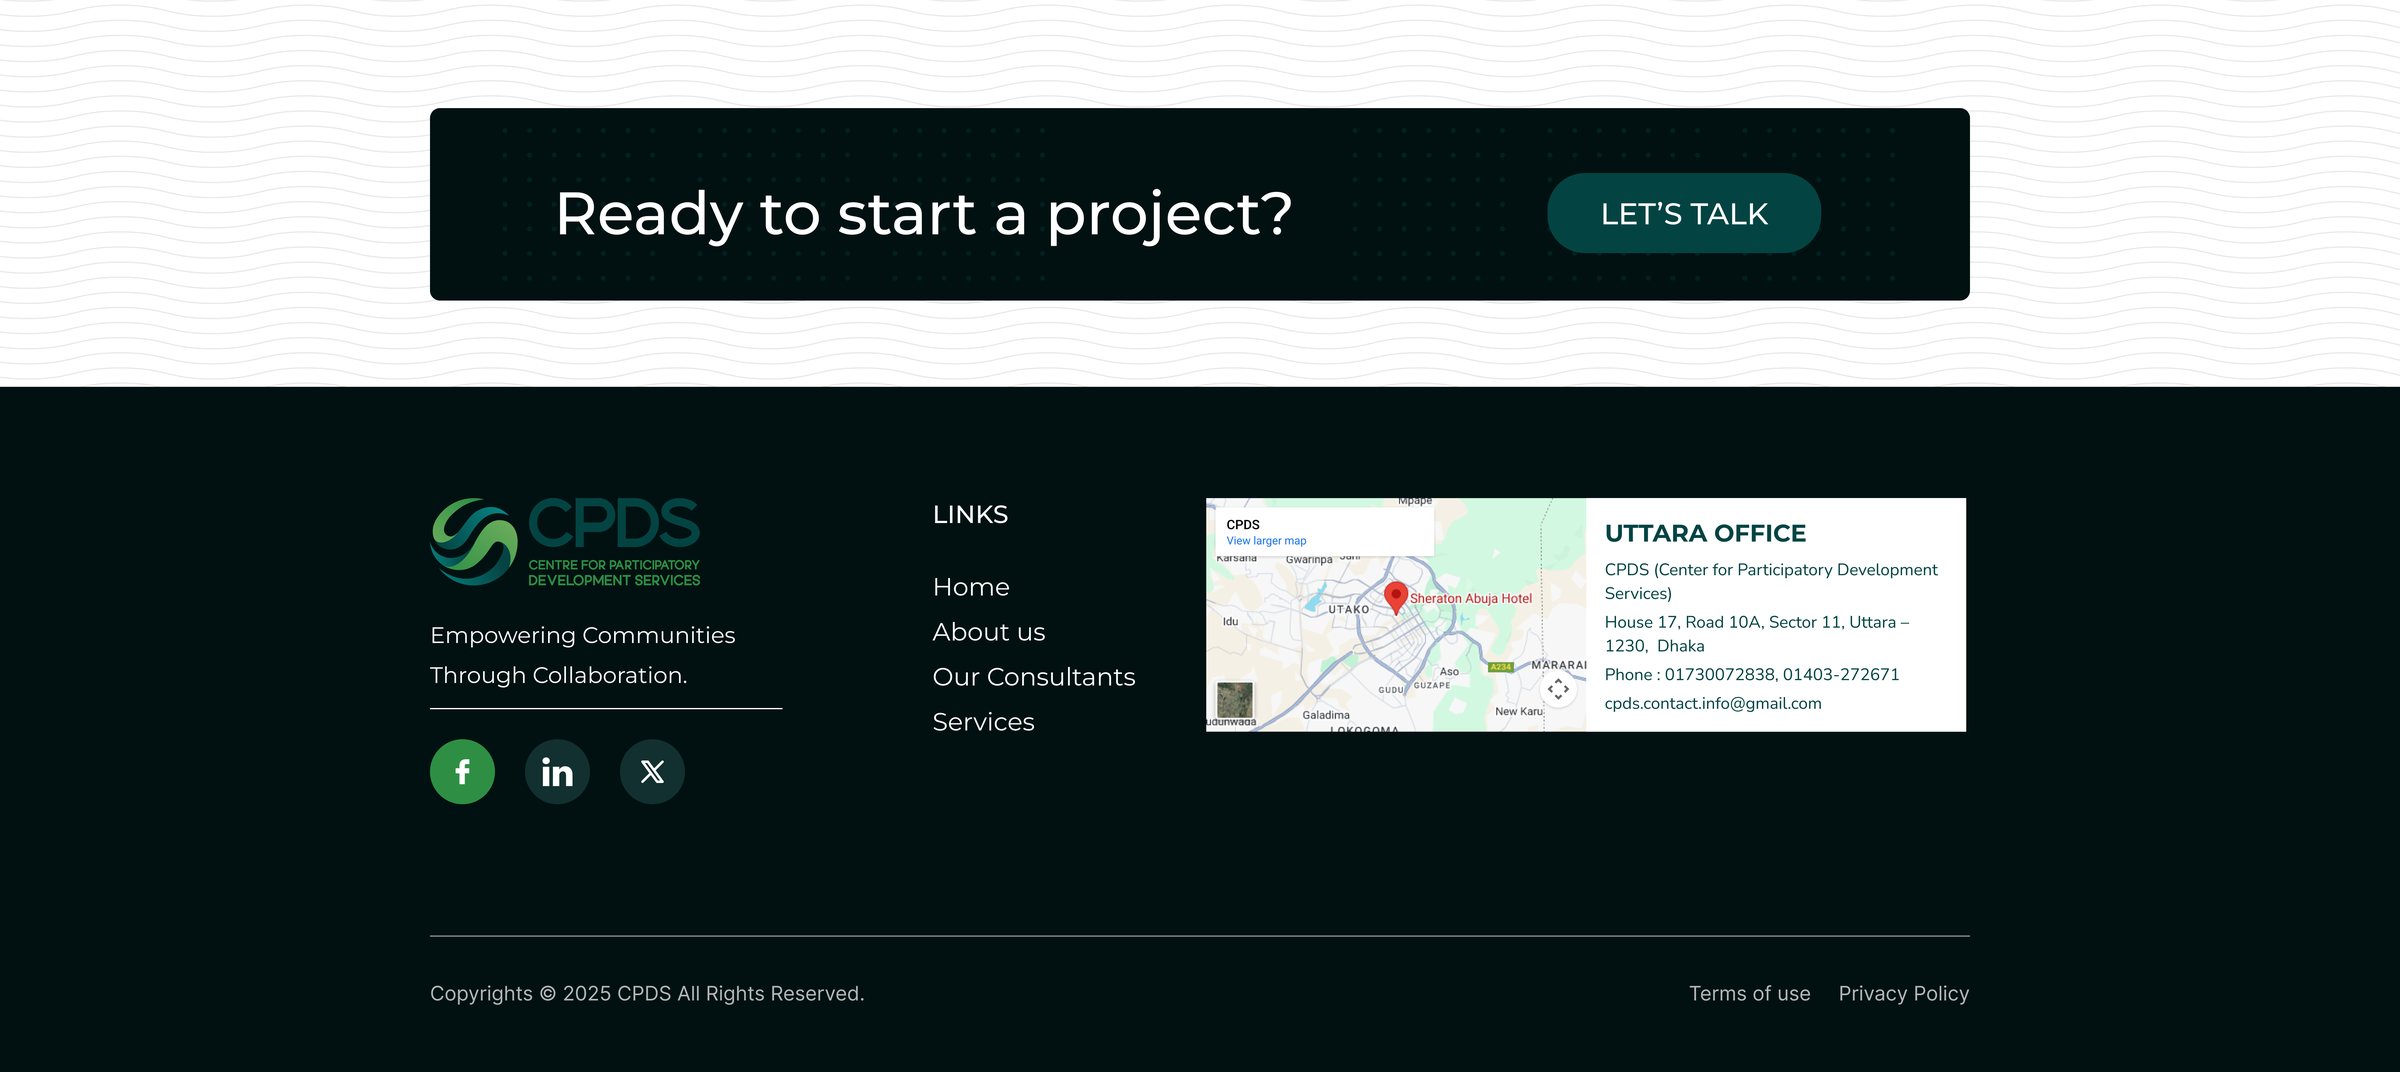 Ready to start a project?
LET’S TALK
CPDS
CENTRE FOR PARTICIPATORY
DEVELOPMENT SERVICES
Empowering Communities
Through Collaboration.
LINKS
Home
About us
Our Consultants
Services
CPDS
View larger map
Mpape
Karsana
Gwarinpa
Jahi
UTAKO
Sheraton Abuja Hotel
Idu
A234
MARARAI
Aso
GUDU
GUZAPE
New Karu
Galadima
LOKOGOMA
UTTARA OFFICE
CPDS (Center for Participatory Development
Services)
House 17, Road 10A, Sector 11, Uttara –
1230, Dhaka
Phone : 01730072838, 01403-272671
cpds.contact.info@gmail.com
Copyrights © 2025 CPDS All Rights Reserved.
Terms of use
Privacy Policy